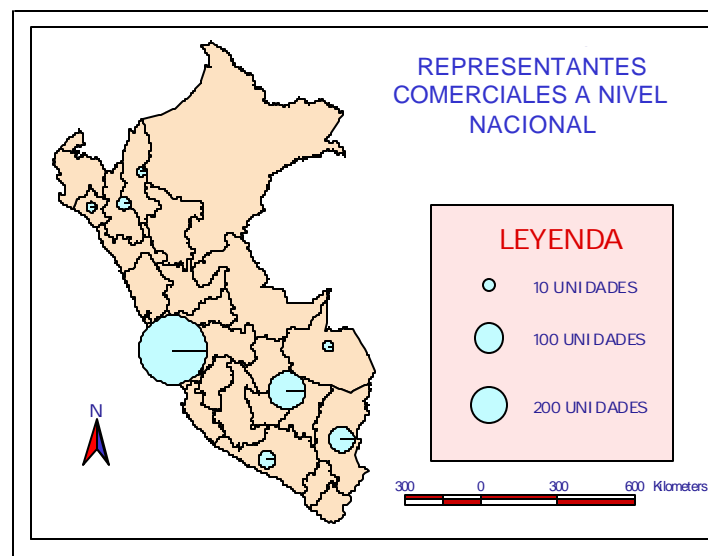 REPRESENTANTES
COMERCIALES A NIVEL
NACIONAL
LEYENDA
10 UNIDADES
100 UNIDADES
200 UNIDADES
N
300 0 300 600 Kilometers